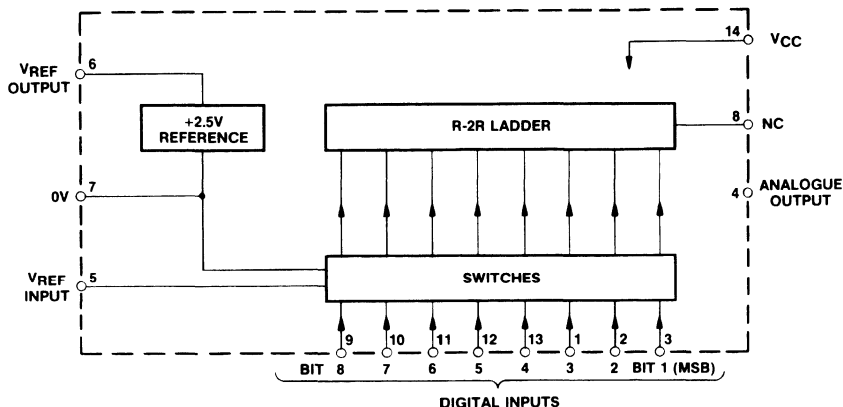 14
VCC
6
VREF
OUTPUT
+2.5V
REFERENCE
R-2R LADDER
8
NC
7
0V
4
ANALOGUE
OUTPUT
5
VREF
INPUT
SWITCHES
9 10 11 12 13 1 2 3
BIT 8 7 6 5 4 3 2 BIT 1 (MSB)
DIGITAL INPUTS